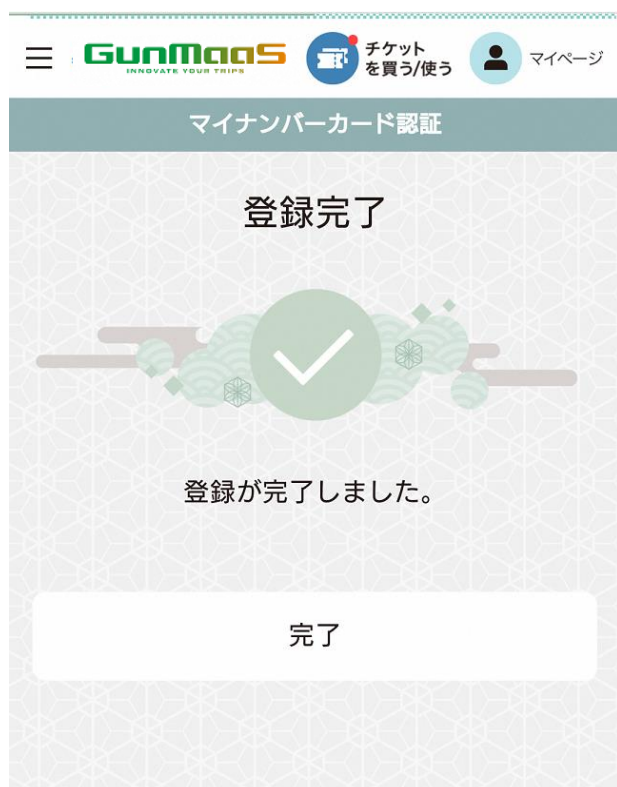 GunMaaS
INNOVATE YOUR TRIPS
チケット
を買う/使う
マイページ
マイナンバーカード認証
登録完了
登録が完了しました。
完了